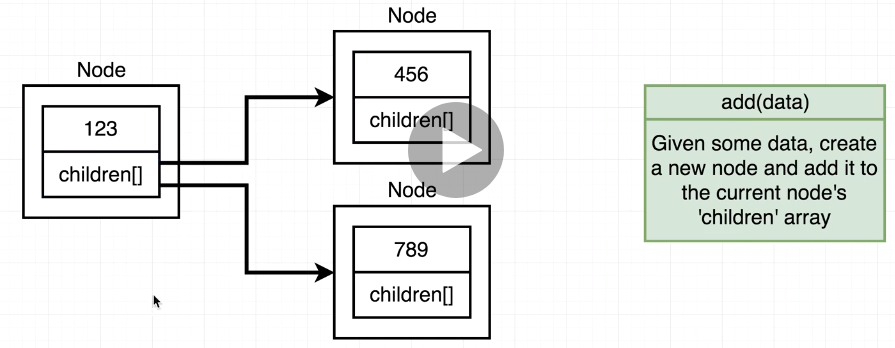 Node
123
children[]
Node
456
children[]
Node
789
children[]
add(data)
Given some data, create
a new node and add it to
the current node's
'children' array